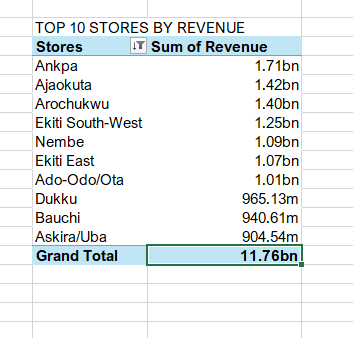 TOP 10 STORES BY REVENUE
Stores Sum of Revenue
Ankpa 1.71bn
Ajaokuta 1.42bn
Arochukwu 1.40bn
Ekiti South-West 1.25bn
Nembe 1.09bn
Ekiti East 1.07bn
Ado-Odo/Ota 1.01bn
Dukku 965.13m
Bauchi 940.61m
Askira/Uba 904.54m
Grand Total 11.76bn